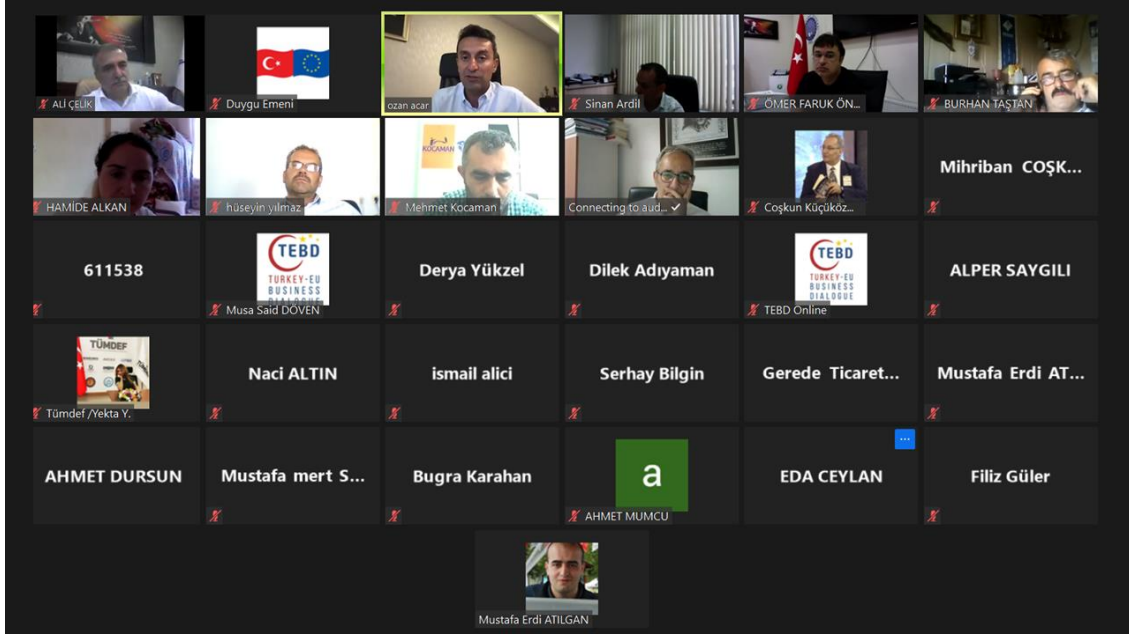 ALİ ÇELİK
Duygu Emeni
ozan acar
Sinan Ardil
ÖMER FARUK ÖN...
BURHAN TAŞTAN
HAMİDE ALKAN
hüseyin yılmaz
KOCAMAN
Mehmet Kocaman
Connecting to aud...
Coşkun Küçüköz...
Mihriban COŞK...
611538
TEBD
TURKEY-EU
BUSINESS
DIALOGUE
Musa Said DÖVEN
Derya Yükzel
Dilek Adıyaman
TEBD
TURKEY-EU
BUSINESS
DIALOGUE
TEBD Online
ALPER SAYGILI
TÜMDEF
Tümdef /Yekta Y.
Naci ALTIN
ismail alici
Serhay Bilgin
Gerede Ticaret...
Mustafa Erdi AT...
AHMET DURSUN
Mustafa mert S...
Bugra Karahan
a
AHMET MUMCU
...
EDA CEYLAN
Filiz Güler
Mustafa Erdi ATILGAN